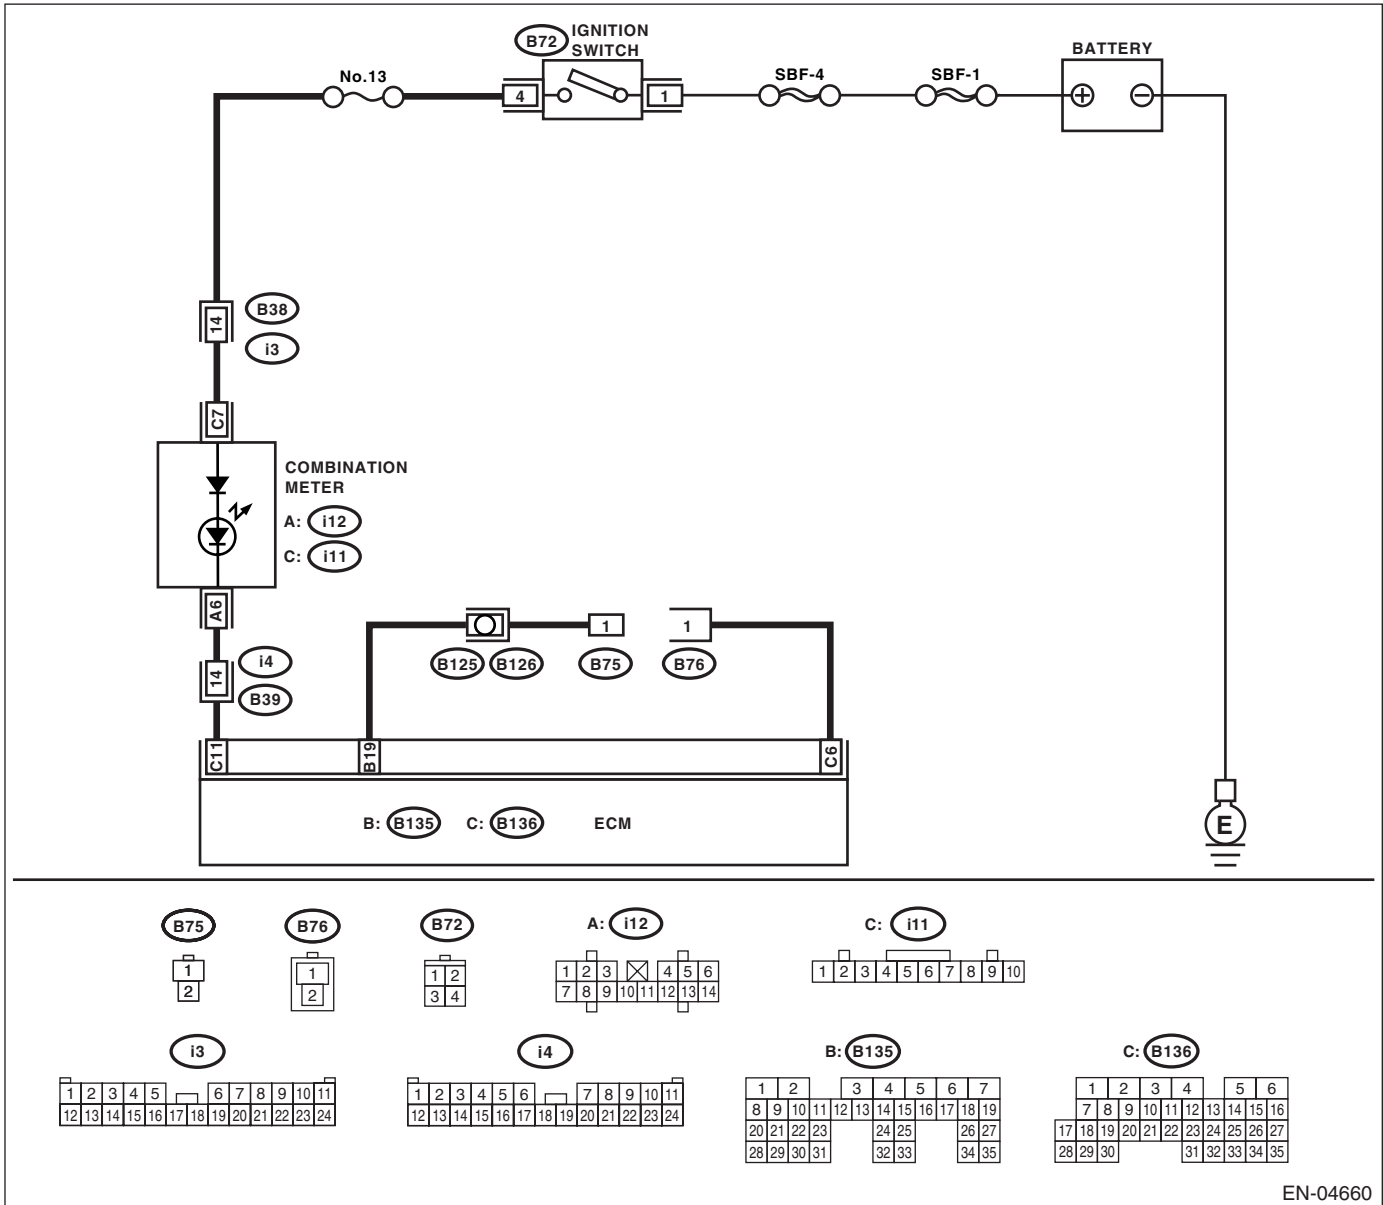 B72 IGNITION
SWITCH
BATTERY
No.13
SBF-4
SBF-1
4
1
14
B38
i3
C7
COMBINATION
METER
A: i12
C: i11
A6
14
i4
B39
1
1
B125 B126 B75 B76
C11
B19
C6
B: B135 C: B136 ECM
E
B75 B76 B72 A: i12 C: i11
1
2
1
2
1 2
3 4
1 2 3 4 5 6
7 8 9 10 11 12 13 14
1 2 3 4 5 6 7 8 9 10
i3 i4 B: B135 C: B136
1 2 3 4 5 6 7 8 9 10 11
12 13 14 15 16 17 18 19 20 21 22 23 24
1 2 3 4 5 6 7 8 9 10 11
12 13 14 15 16 17 18 19 20 21 22 23 24
1 2 3 4 5 6 7
8 9 10 11 12 13 14 15 16 17 18 19
20 21 22 23 24 25 26 27
28 29 30 31 32 33 34 35
1 2 3 4 5 6
7 8 9 10 11 12 13 14 15 16
17 18 19 20 21 22 23 24 25 26 27
28 29 30 31 32 33 34 35
EN-04660